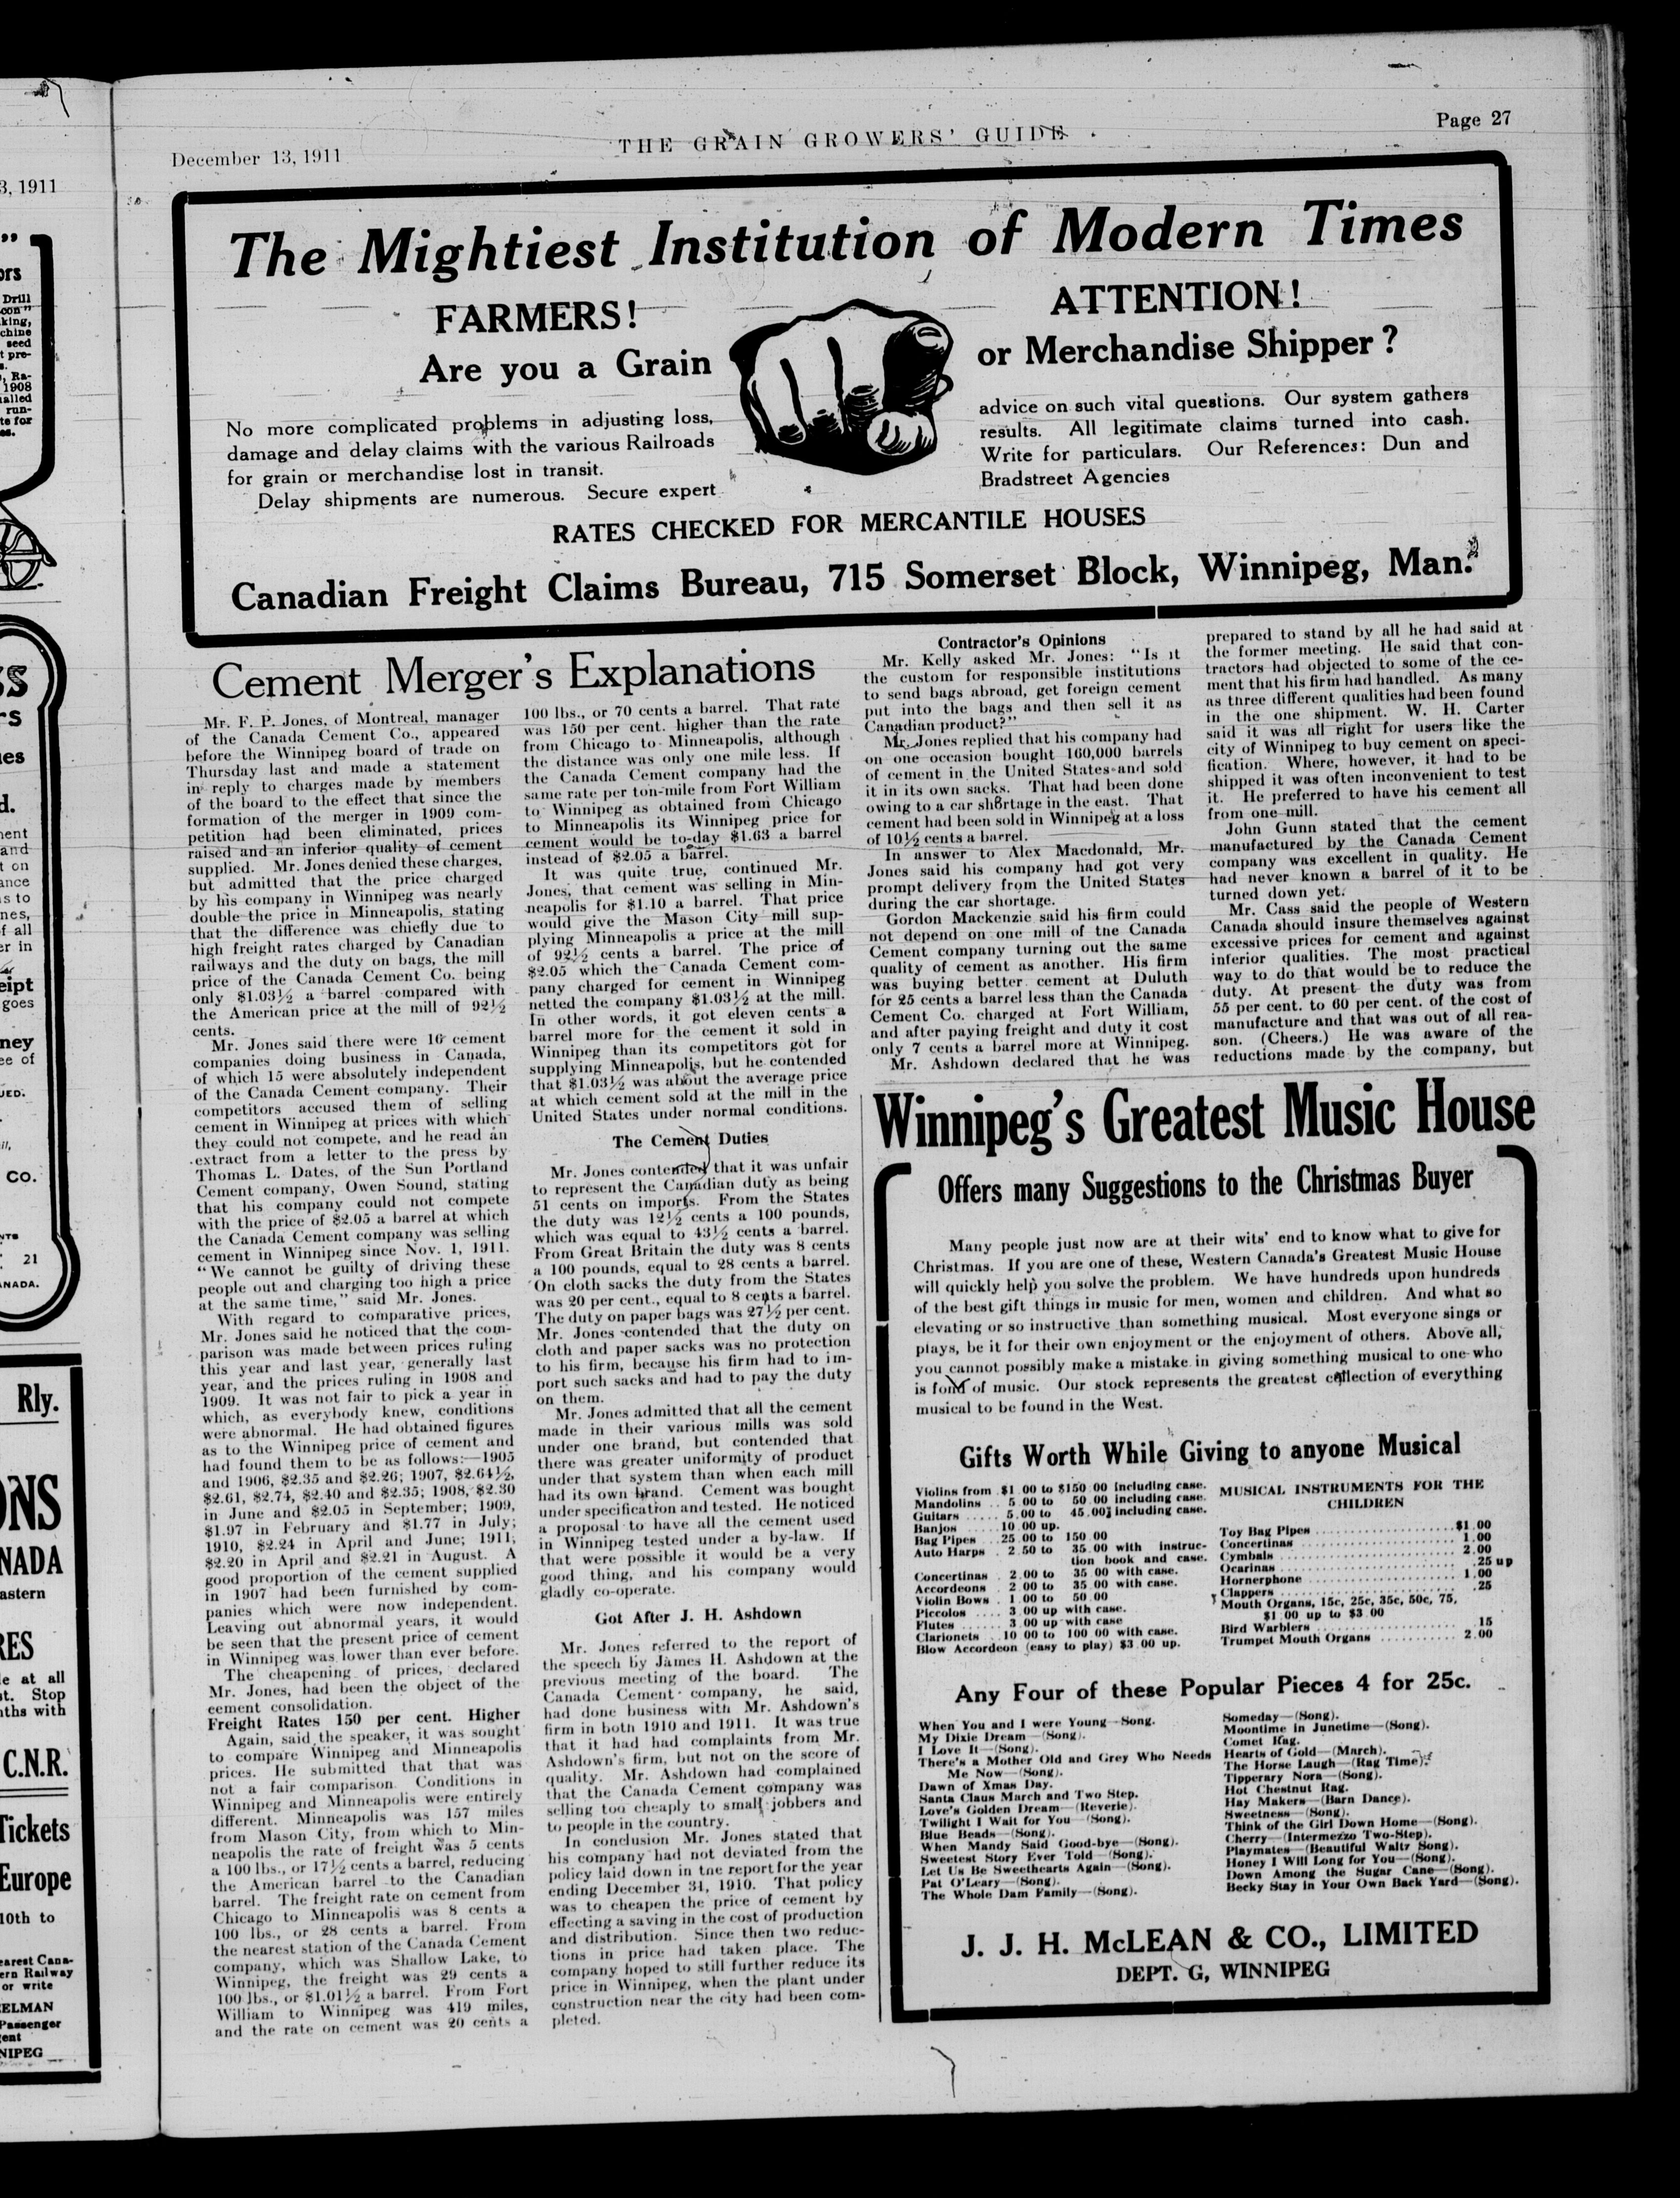 December 13, 1911
THE GRAIN GROWERS' GUIDE
Page 27
The Mightiest Institution of Modern Times
FARMERS!
ATTENTION!
Are you a Grain
or Merchandise Shipper?
No more complicated problems in adjusting loss,
damage and delay claims with the various Railroads
for grain or merchandise lost in transit.
Delay shipments are numerous. Secure expert
advice on such vital questions. Our system gathers
results. All legitimate claims turned into cash.
Write for particulars. Our References: Dun and
Bradstreet Agencies
RATES CHECKED FOR MERCANTILE HOUSES
Canadian Freight Claims Bureau, 715 Somerset Block, Winnipeg, Man.
Cement Merger's Explanations
Mr. F. P. Jones, of Montreal, manager
of the Canada Cement Co., appeared
before the Winnipeg board of trade on
Thursday last and made a statement
in reply to charges made by members
of the board to the effect that since the
formation of the merger in 1909 com-
petition had been eliminated, prices
raised and an inferior quality of cement
supplied. Mr. Jones denied these charges,
but admitted that the price charged
by his company in Winnipeg was nearly
double the price in Minneapolis, stating
that the difference was chiefly due to
high freight rates charged by Canadian
railways and the duty on bags, the mill
price of the Canada Cement Co. being
only $1.03½ a barrel compared with
the American price at the mill of 92½
cents.
Mr. Jones said there were 16 cement
companies doing business in Canada,
of which 15 were absolutely independent
of the Canada Cement company. Their
competitors accused them of selling
cement in Winnipeg at prices with which
they could not compete, and he read an
extract from a letter to the press by
Thomas L. Dates, of the Sun Portland
Cement company, Owen Sound, stating
that his company could not compete
with the price of $2.05 a barrel at which
the Canada Cement company was selling
cement in Winnipeg since Nov. 1, 1911.
"We cannot be guilty of driving these
people out and charging too high a price
at the same time," said Mr. Jones.
With regard to comparative prices,
Mr. Jones said he noticed that the com-
parison was made between prices ruling
this year and last year, generally last
year, and the prices ruling in 1908 and
1909. It was not fair to pick a year in
which, as everybody knew, conditions
were abnormal. He had obtained figures
as to the Winnipeg price of cement and
had found them to be as follows:—1905
and 1906, $2.35 and $2.26; 1907, $2.64½,
$2.61, $2.74, $2.40 and $2.35; 1908, $2.30
in June and $2.05 in September; 1909,
$1.97 in February and $1.77 in July;
1910, $2.24 in April and June; 1911,
$2.20 in April and $2.21 in August. A
good proportion of the cement supplied
in 1907 had been furnished by com-
panies which were now independent.
Leaving out abnormal years, it would
be seen that the present price of cement
in Winnipeg was lower than ever before.
The cheapening of prices, declared
Mr. Jones, had been the object of the
cement consolidation.
Freight Rates 150 per cent. Higher
Again, said the speaker, it was sought
to compare Winnipeg and Minneapolis
prices. He submitted that that was
not a fair comparison. Conditions in
Winnipeg and Minneapolis were entirely
different. Minneapolis was 157 miles
from Mason City, from which to Min-
neapolis the rate of freight was 5 cents
a 100 lbs., or 17½ cents a barrel, reducing
the American barrel to the Canadian
barrel. The freight rate on cement from
Chicago to Minneapolis was 8 cents a
100 lbs., or 28 cents a barrel. From
the nearest station of the Canada Cement
company, which was Shallow Lake, to
Winnipeg, the freight was 29 cents a
100 lbs., or $1.01½ a barrel. From Fort
William to Winnipeg was 419 miles,
and the rate on cement was 20 cents a
100 lbs., or 70 cents a barrel. That rate
was 150 per cent. higher than the rate
from Chicago to Minneapolis, although
the distance was only one mile less. If
the Canada Cement company had the
same rate per ton-mile from Fort William
to Winnipeg as obtained from Chicago
to Minneapolis its Winnipeg price for
cement would be to-day $1.63 a barrel
instead of $2.05 a barrel.
It was quite true, continued Mr.
Jones, that cement was selling in Min-
neapolis for $1.10 a barrel. That price
would give the Mason City mill sup-
plying Minneapolis a price at the mill
of 92½ cents a barrel. The price of
$2.05 which the Canada Cement com-
pany charged for cement in Winnipeg
netted the company $1.03½ at the mill.
In other words, it got eleven cents a
barrel more for the cement it sold in
Winnipeg than its competitors got for
supplying Minneapolis, but he contended
that $1.03½ was about the average price
at which cement sold at the mill in the
United States under normal conditions.
The Cement Duties
Mr. Jones contended that it was unfair
to represent the Canadian duty as being
51 cents on imports. From the States
the duty was 12½ cents a 100 pounds,
which was equal to 43½ cents a barrel.
From Great Britain the duty was 8 cents
a 100 pounds, equal to 28 cents a barrel.
On cloth sacks the duty from the States
was 20 per cent., equal to 8 cents a barrel.
The duty on paper bags was 27½ per cent.
Mr. Jones contended that the duty on
cloth and paper sacks was no protection
to his firm, because his firm had to im-
port such sacks and had to pay the duty
on them.
Mr. Jones admitted that all the cement
made in their various mills was sold
under one brand, but contended that
there was greater uniformity of product
under that system than when each mill
had its own brand. Cement was bought
under specification and tested. He noticed
a proposal to have all the cement used
in Winnipeg tested under a by-law. If
that were possible it would be a very
good thing, and his company would
gladly co-operate.
Got After J. H. Ashdown
Mr. Jones referred to the report of
the speech by James H. Ashdown at the
previous meeting of the board. The
Canada Cement company, he said,
had done business with Mr. Ashdown's
firm in both 1910 and 1911. It was true
that it had had complaints from Mr.
Ashdown's firm, but not on the score of
quality. Mr. Ashdown had complained
that the Canada Cement company was
selling too cheaply to small jobbers and
to people in the country.
In conclusion Mr. Jones stated that
his company had not deviated from the
policy laid down in the report for the year
ending December 31, 1910. That policy
was to cheapen the price of cement by
effecting a saving in the cost of production
and distribution. Since then two reduc-
tions in price had taken place. The
company hoped to still further reduce its
price in Winnipeg, when the plant under
construction near the city had been com-
pleted.
Contractor's Opinions
Mr. Kelly asked Mr. Jones: "Is it
the custom for responsible institutions
to send bags abroad, get foreign cement
put into the bags and then sell it as
Canadian product?"
Mr. Jones replied that his company had
on one occasion bought 160,000 barrels
of cement in the United States and sold
it in its own sacks. That had been done
owing to a car shortage in the east. That
cement had been sold in Winnipeg at a loss
of 10½ cents a barrel.
In answer to Alex Macdonald, Mr.
Jones said his company had got very
prompt delivery from the United States
during the car shortage.
Gordon Mackenzie said his firm could
not depend on one mill of the Canada
Cement company turning out the same
quality of cement as another. His firm
was buying better cement at Duluth
for 25 cents a barrel less than the Canada
Cement Co. charged at Fort William,
and after paying freight and duty it cost
only 7 cents a barrel more at Winnipeg.
Mr. Ashdown declared that he was
prepared to stand by all he had said at
the former meeting. He said that con-
tractors had objected to some of the ce-
ment that his firm had handled. As many
as three different qualities had been found
in the one shipment. W. H. Carter
said it was all right for users like the
city of Winnipeg to buy cement on speci-
fication. Where, however, it had to be
shipped it was often inconvenient to test
it. He preferred to have his cement all
from one mill.
John Gunn stated that the cement
manufactured by the Canada Cement
company was excellent in quality. He
had never known a barrel of it to be
turned down yet.
Mr. Cass said the people of Western
Canada should insure themselves against
excessive prices for cement and against
inferior qualities. The most practical
way to do that would be to reduce the
duty. At present the duty was from
55 per cent. to 60 per cent. of the cost of
manufacture and that was out of all rea-
son. (Cheers.) He was aware of the
reductions made by the company, but
Winnipeg's Greatest Music House
Offers many Suggestions to the Christmas Buyer
Many people just now are at their wits' end to know what to give for
Christmas. If you are one of these, Western Canada's Greatest Music House
will quickly help you solve the problem. We have hundreds upon hundreds
of the best gift things in music for men, women and children. And what so
elevating or so instructive than something musical. Most everyone sings or
plays, be it for their own enjoyment or the enjoyment of others. Above all,
you cannot possibly make a mistake in giving something musical to one who
is fond of music. Our stock represents the greatest collection of everything
musical to be found in the West.
Gifts Worth While Giving to anyone Musical
Violins from $1.00 to $150.00 including case.
Mandolins .. 5.00 to 50.00 including case.
Guitars ..... 5.00 to 45.00 including case.
Banjos ..... 10.00 up.
Bag Pipes .. 25.00 to 150.00
Auto Harps . 2.50 to 35.00 with instruc-
tion book and case.
Concertinas . 2.00 to 35.00 with case.
Accordeons . 2.00 to 35.00 with case.
Violin Bows . 1.00 to 50.00
Piccolos .... 3.00 up with case.
Flutes ...... 3.00 up with case
Clarionets .. 10.00 to 100.00 with case.
Blow Accordeon (easy to play) $3.00 up.
MUSICAL INSTRUMENTS FOR THE
CHILDREN
Toy Bag Pipes .................... $1.00
Concertinas ....................... 1.00
Cymbals ........................... 2.00
Ocarinas .......................... .25 up
Hornerphone ....................... 1.00
Clappers .......................... .25
Mouth Organs, 15c, 25c, 35c, 50c, 75,
$1.00 up to $3.00
Bird Warblers ..................... .15
Trumpet Mouth Organs ........... 2.00
Any Four of these Popular Pieces 4 for 25c.
When You and I were Young—Song.
My Dixie Dream—(Song).
I Love It—(Song).
There's a Mother Old and Grey Who Needs
Me Now—(Song).
Dawn of Xmas Day.
Santa Claus March and Two Step.
Love's Golden Dream—(Reverie).
Twilight I Wait for You—(Song).
Blue Beads—(Song).
When Mandy Said Good-bye—(Song).
Sweetest Story Ever Told—(Song).
Let Us Be Sweethearts Again—(Song).
Pat O'Leary—(Song).
The Whole Dam Family—(Song).
Someday—(Song).
Moontime in Junetime—(Song).
Comet Rag.
Hearts of Gold—(March).
The Horse Laugh—(Rag Time).
Tipperary Nora—(Song).
Hot Chestnut Rag.
Hay Makers—(Barn Dance).
Sweetness—(Song).
Think of the Girl Down Home—(Song).
Cherry—(Intermezzo Two-Step).
Playmates—(Beautiful Waltz Song).
Honey I Will Long for You—(Song).
Down Among the Sugar Cane—(Song).
Becky Stay in Your Own Back Yard—(Song).
J. J. H. McLEAN & CO., LIMITED
DEPT. G, WINNIPEG